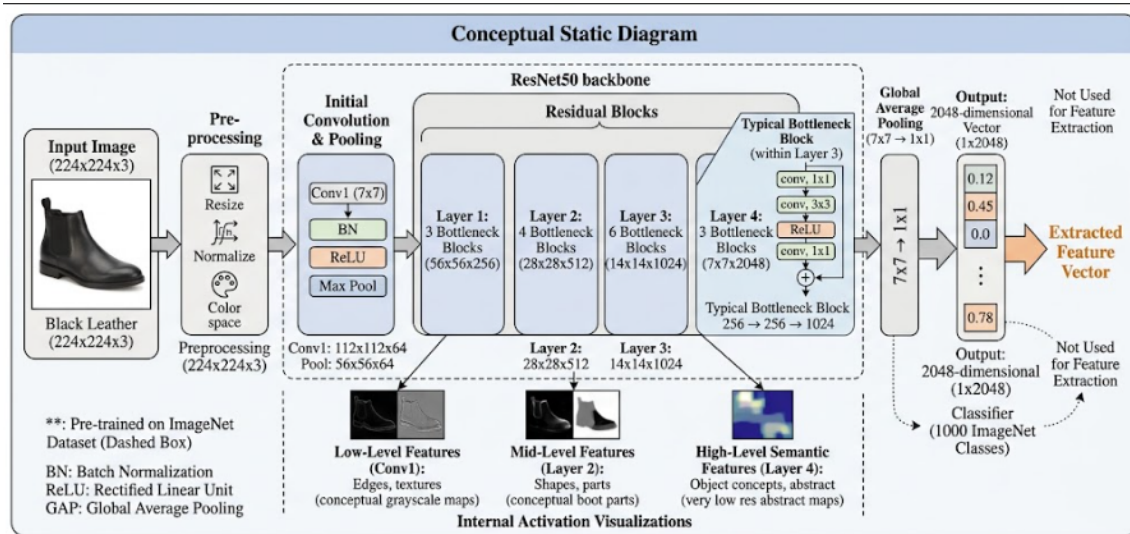 Conceptual Static Diagram
Input Image
(224x224x3)
Black Leather
(224x224x3)
Pre-
processing
Resize
Normalize
Color
space
Preprocessing
(224x224x3)
ResNet50 backbone
Initial
Convolution
& Pooling
Conv1 (7x7)
BN
ReLU
Max Pool
Conv1: 112x112x64
Pool: 56x56x64
Residual Blocks
Layer 1:
3 Bottleneck
Blocks
(56x56x256)
Layer 2:
4 Bottleneck
Blocks
(28x28x512)
Layer 3:
6 Bottleneck
Blocks
(14x14x1024)
Layer 4:
3 Bottleneck
Blocks
(7x7x2048)
Layer 2:
28x28x512
Layer 3:
14x14x1024
Typical Bottleneck
Block
(within Layer 3)
conv, 1x1
conv, 3x3
ReLU
conv, 1x1
+
Typical Bottleneck Block
256 → 256 → 1024
Global
Average
Pooling
(7x7 → 1x1)
7x7 → 1x1
Output:
2048-dimensional
Vector
(1x2048)
0.12
0.45
0.0
⋮
0.78
Output:
2048-dimensional
(1x2048)
Not Used
for Feature
Extraction
Extracted
Feature
Vector
Not Used
for Feature
Extraction
Classifier
(1000 ImageNet
Classes)
**: Pre-trained on ImageNet
Dataset (Dashed Box)
BN: Batch Normalization
ReLU: Rectified Linear Unit
GAP: Global Average Pooling
Low-Level Features
(Conv1):
Edges, textures
(conceptual grayscale maps)
Mid-Level Features
(Layer 2):
Shapes, parts
(conceptual boot parts)
High-Level Semantic
Features (Layer 4):
Object concepts, abstract
(very low res abstract maps)
Internal Activation Visualizations